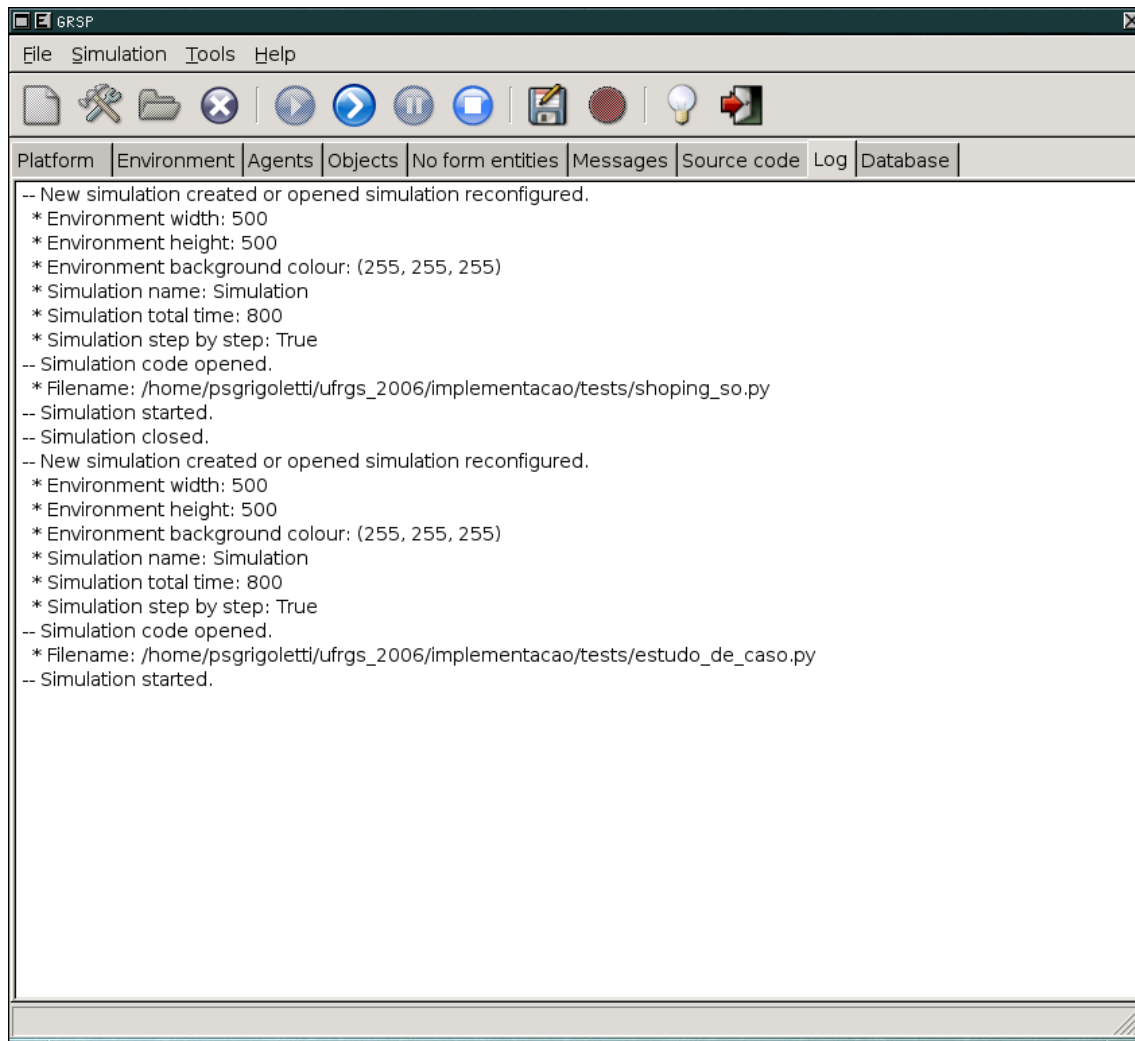 GRSP
File Simulation Tools Help
Platform Environment Agents Objects No form entities Messages Source code Log Database
-- New simulation created or opened simulation reconfigured.
* Environment width: 500
* Environment height: 500
* Environment background colour: (255, 255, 255)
* Simulation name: Simulation
* Simulation total time: 800
* Simulation step by step: True
-- Simulation code opened.
* Filename: /home/psgrigoletti/ufrgs_2006/implementacao/tests/shoping_so.py
-- Simulation started.
-- Simulation closed.
-- New simulation created or opened simulation reconfigured.
* Environment width: 500
* Environment height: 500
* Environment background colour: (255, 255, 255)
* Simulation name: Simulation
* Simulation total time: 800
* Simulation step by step: True
-- Simulation code opened.
* Filename: /home/psgrigoletti/ufrgs_2006/implementacao/tests/estudo_de_caso.py
-- Simulation started.